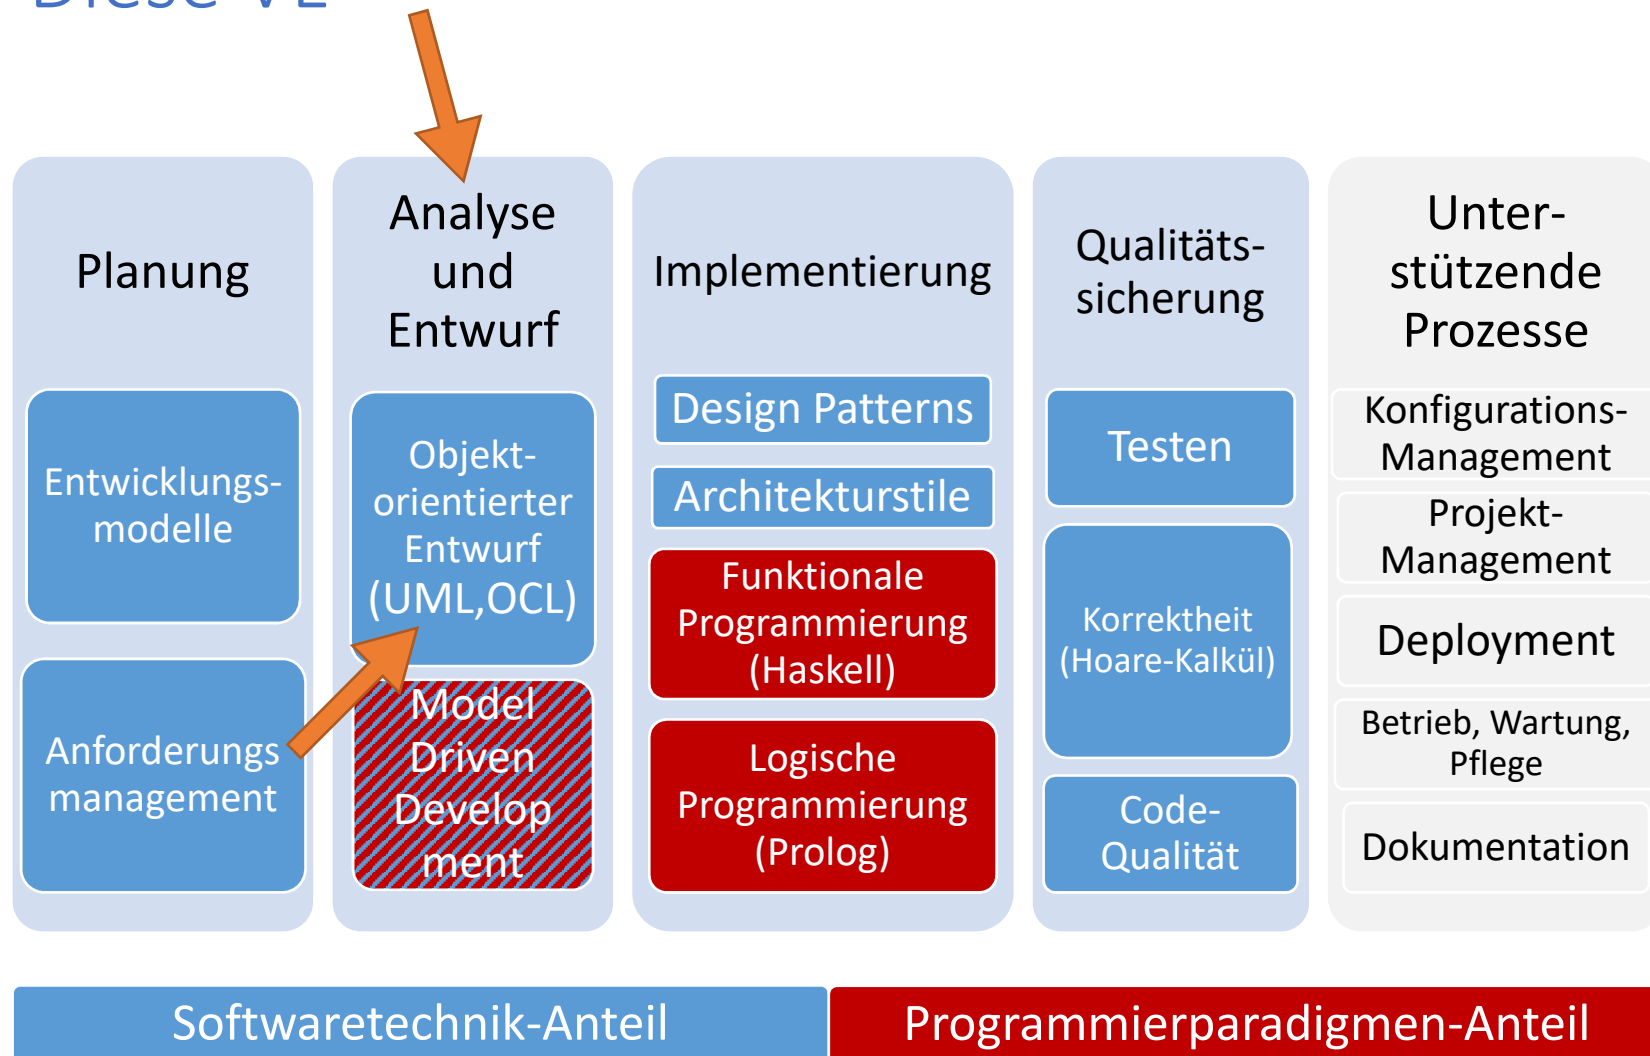 Diese VL
Planung
Entwicklungs-
modelle
Anforderungs
management
Analyse
und
Entwurf
Objekt-
orientierter
Entwurf
(UML,OCL)
Model
Driven
Develop
ment
Implementierung
Design Patterns
Architekturstile
Funktionale
Programmierung
(Haskell)
Logische
Programmierung
(Prolog)
Qualitäts-
sicherung
Testen
Korrektheit
(Hoare-Kalkül)
Code-
Qualität
Unter-
stützende
Prozesse
Konfigurations-
Management
Projekt-
Management
Deployment
Betrieb, Wartung,
Pflege
Dokumentation
Softwaretechnik-Anteil
Programmierparadigmen-Anteil